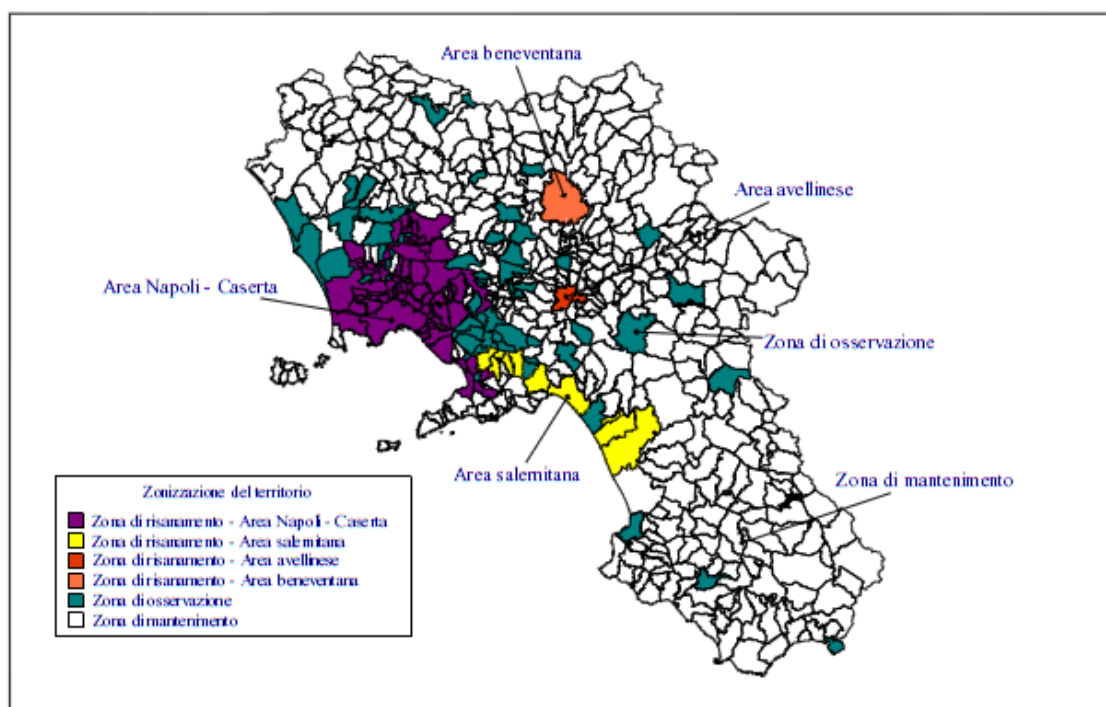 Area beneventana
Area avellinese
Area Napoli - Caserta
Zona di osservazione
Area salernitana
Zona di mantenimento
Zonizzazione del territorio
Zona di risanamento - Area Napoli - Caserta
Zona di risanamento - Area salernitana
Zona di risanamento - Area avellinese
Zona di risanamento - Area beneventana
Zona di osservazione
Zona di mantenimento